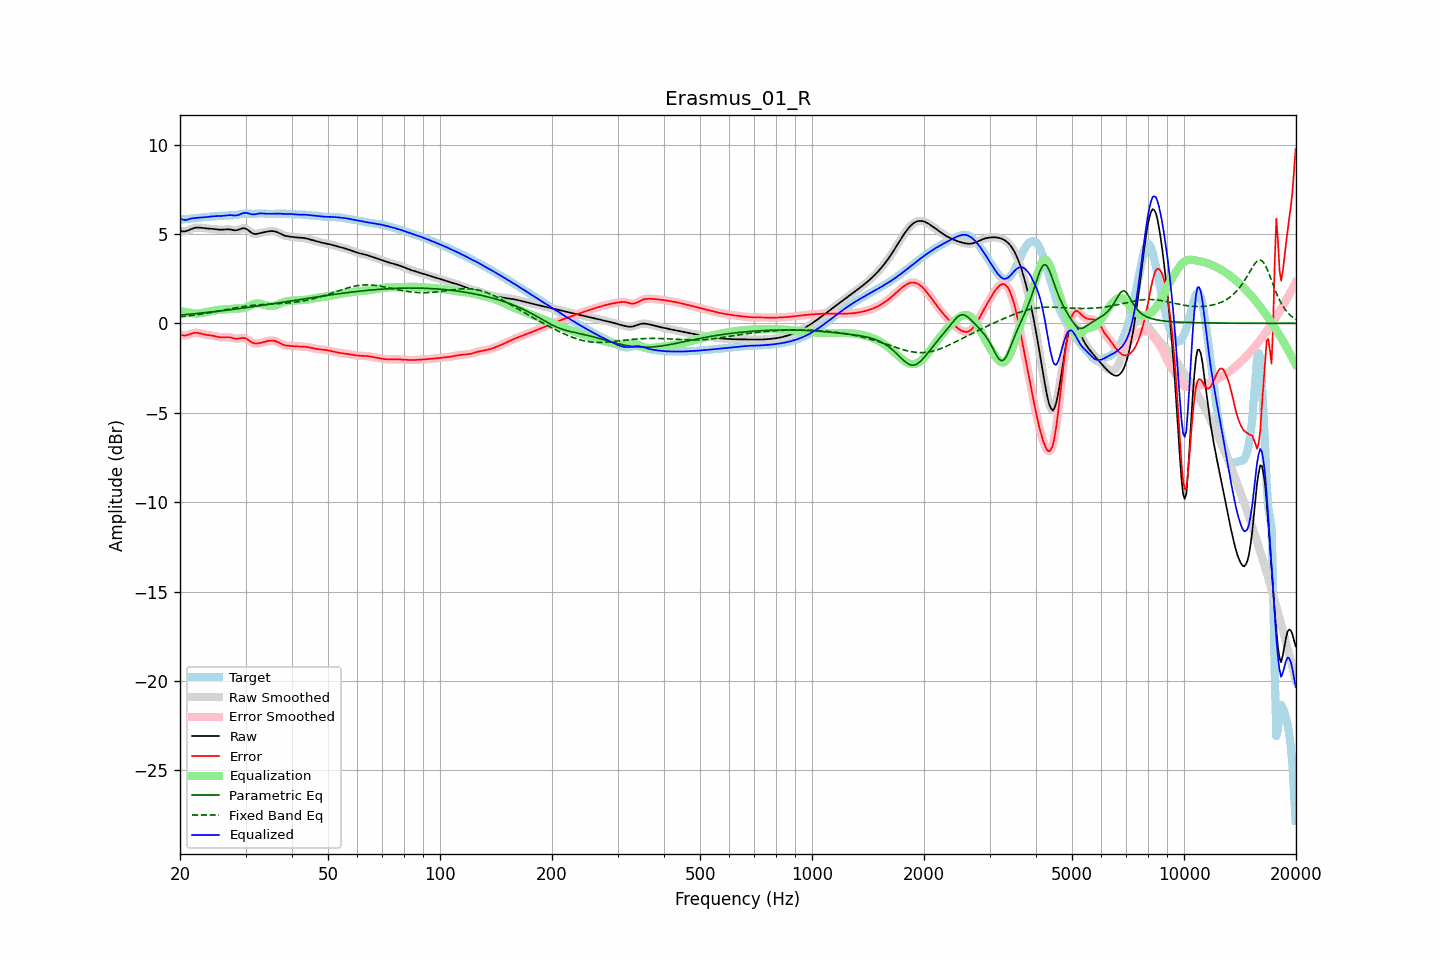 Erasmus_01_R
10
5
0
−5
−10
−15
−20
−25
Amplitude (dBr)
Target
Raw Smoothed
Error Smoothed
Raw
Error
Equalization
Parametric Eq
Fixed Band Eq
Equalized
20 50 100 200 500 1000 2000 5000 10000 20000
Frequency (Hz)